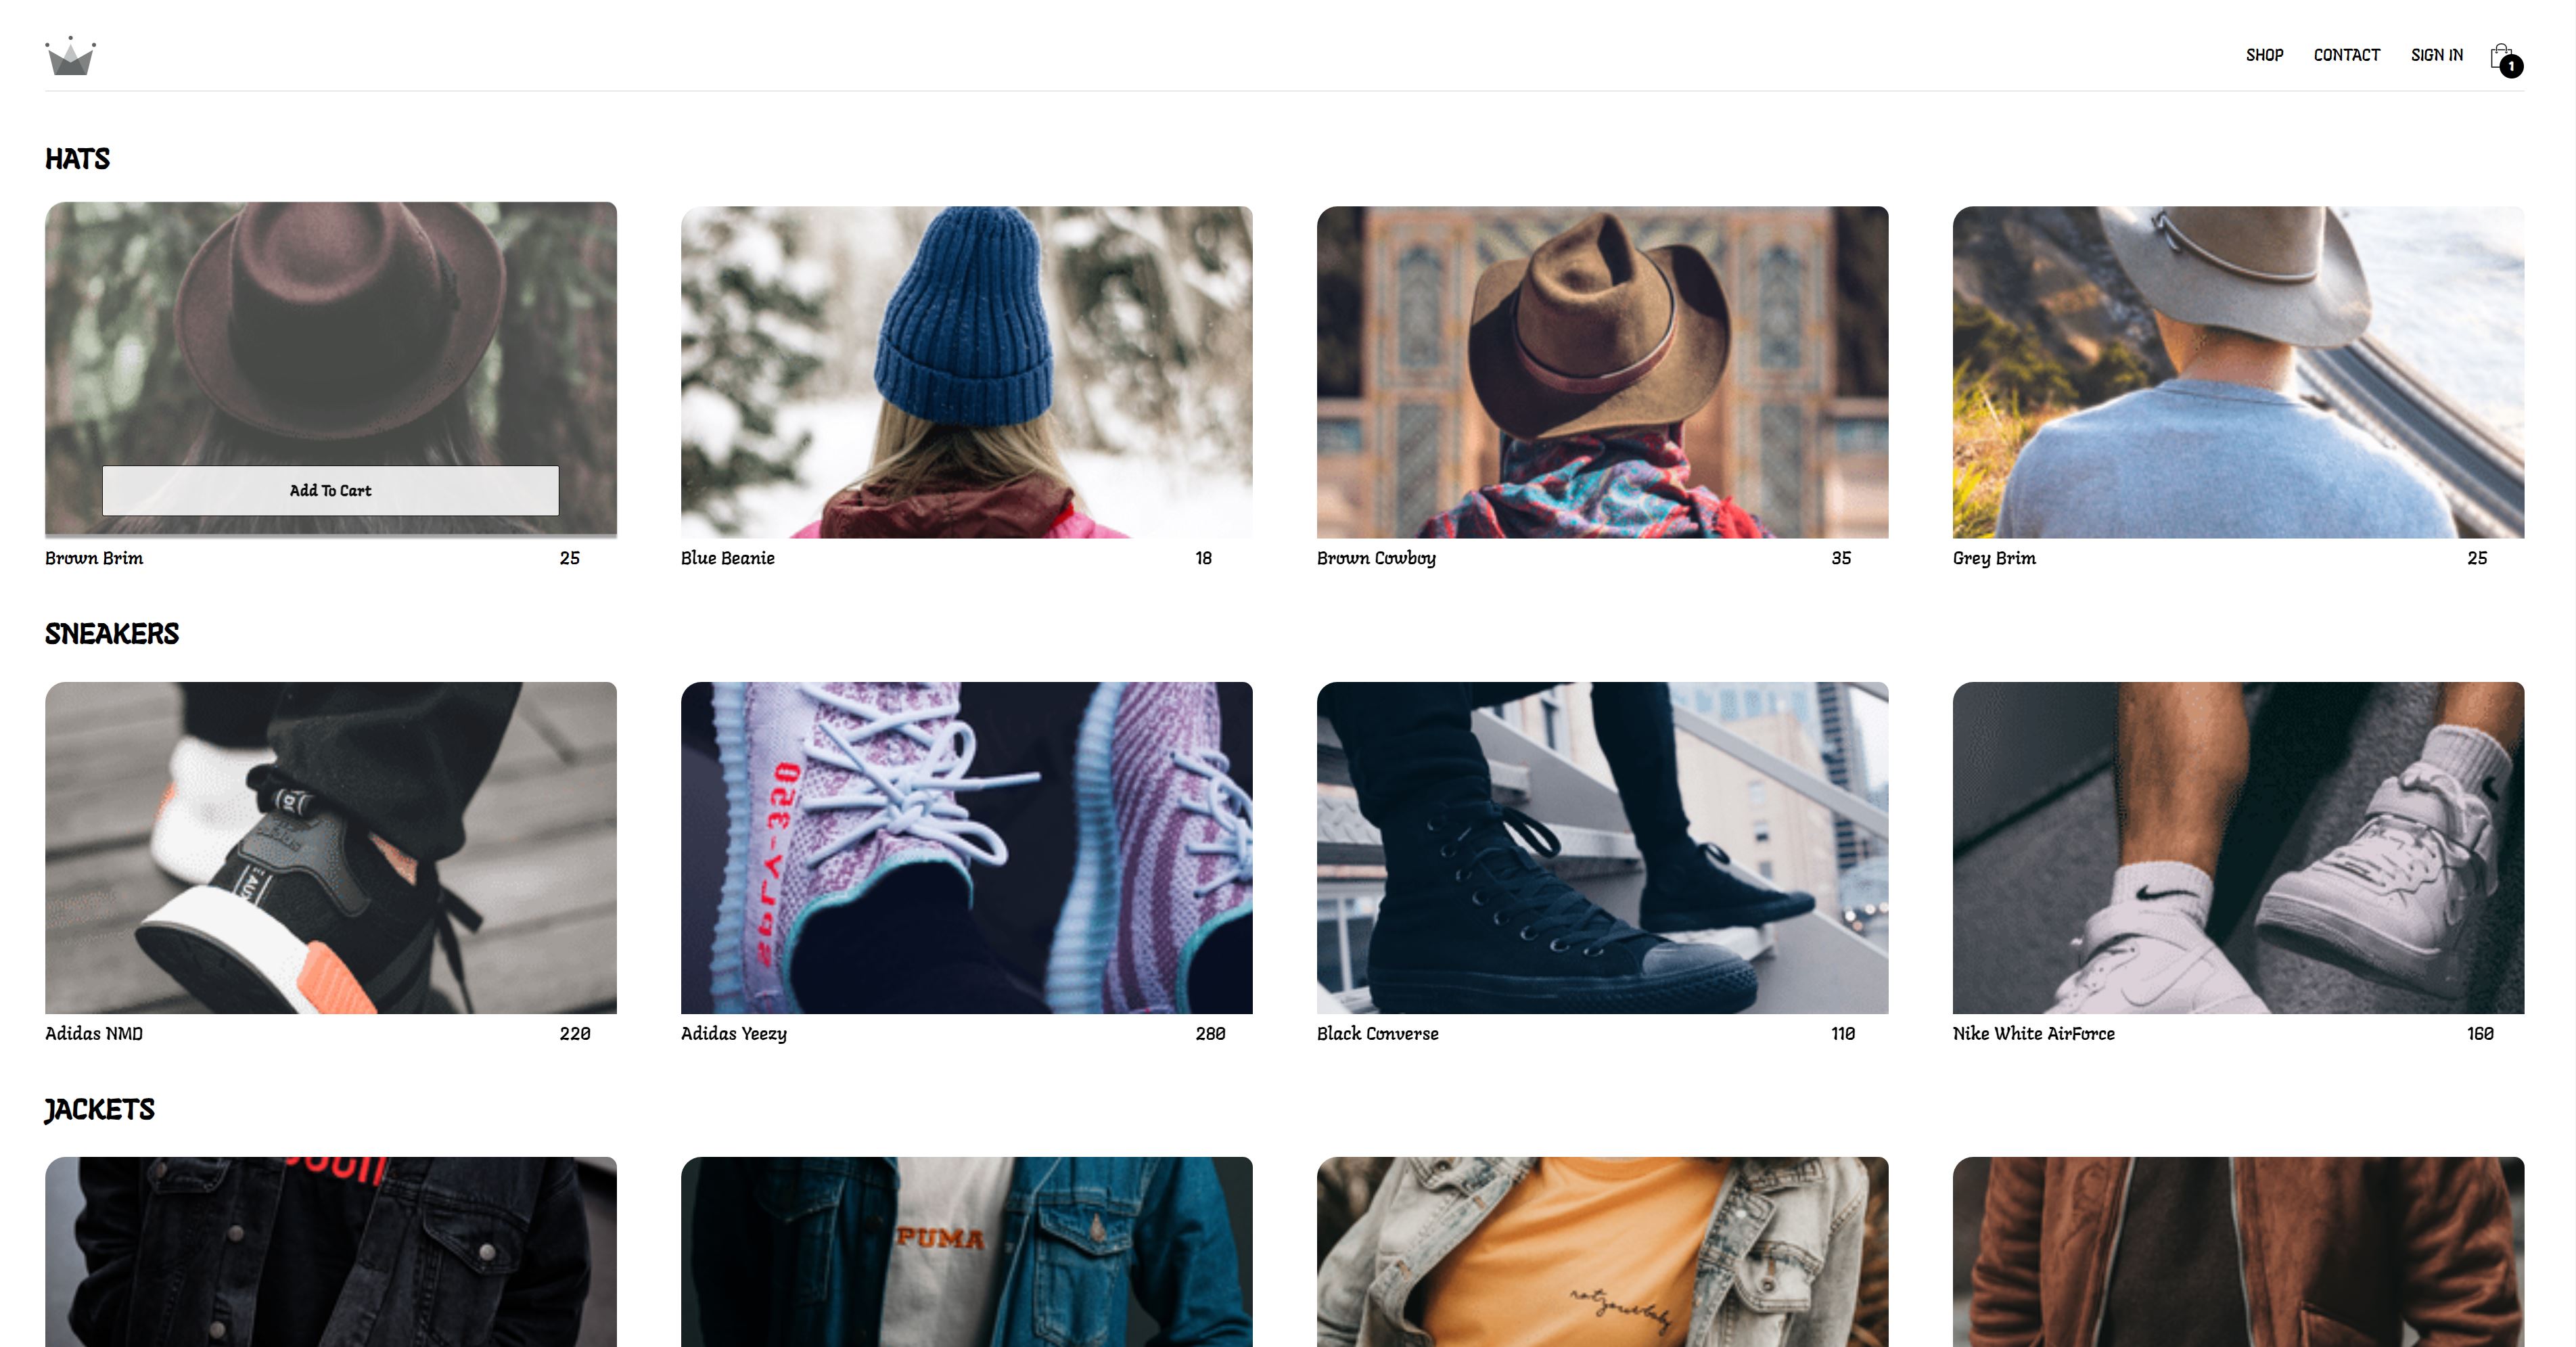 SHOP CONTACT SIGN IN 1
HATS
Add To Cart
Brown Brim 25 Blue Beanie 18 Brown Cowboy 35 Grey Brim 25
SNEAKERS
Adidas NMD 220 Adidas Yeezy 280 Black Converse 110 Nike White AirForce 160
JACKETS
PUMA
notyourbaby